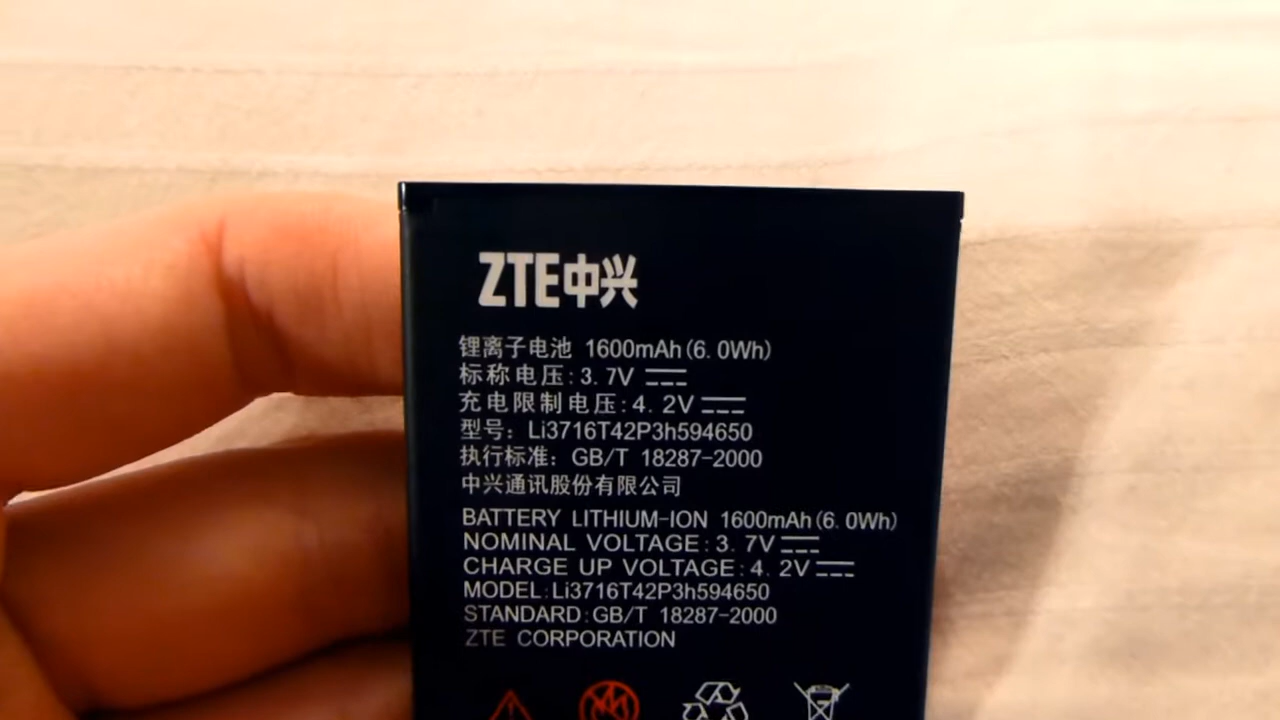 ZTE中兴
锂离子电池 1600mAh(6.0Wh)
标称电压:3.7V
充电限制电压:4.2V
型号: Li3716T42P3h594650
执行标准: GB/T 18287-2000
中兴通讯股份有限公司
BATTERY LITHIUM-ION 1600mAh(6.0Wh)
NOMINAL VOLTAGE:3.7V
CHARGE UP VOLTAGE:4.2V
MODEL:Li3716T42P3h594650
STANDARD:GB/T 18287-2000
ZTE CORPORATION